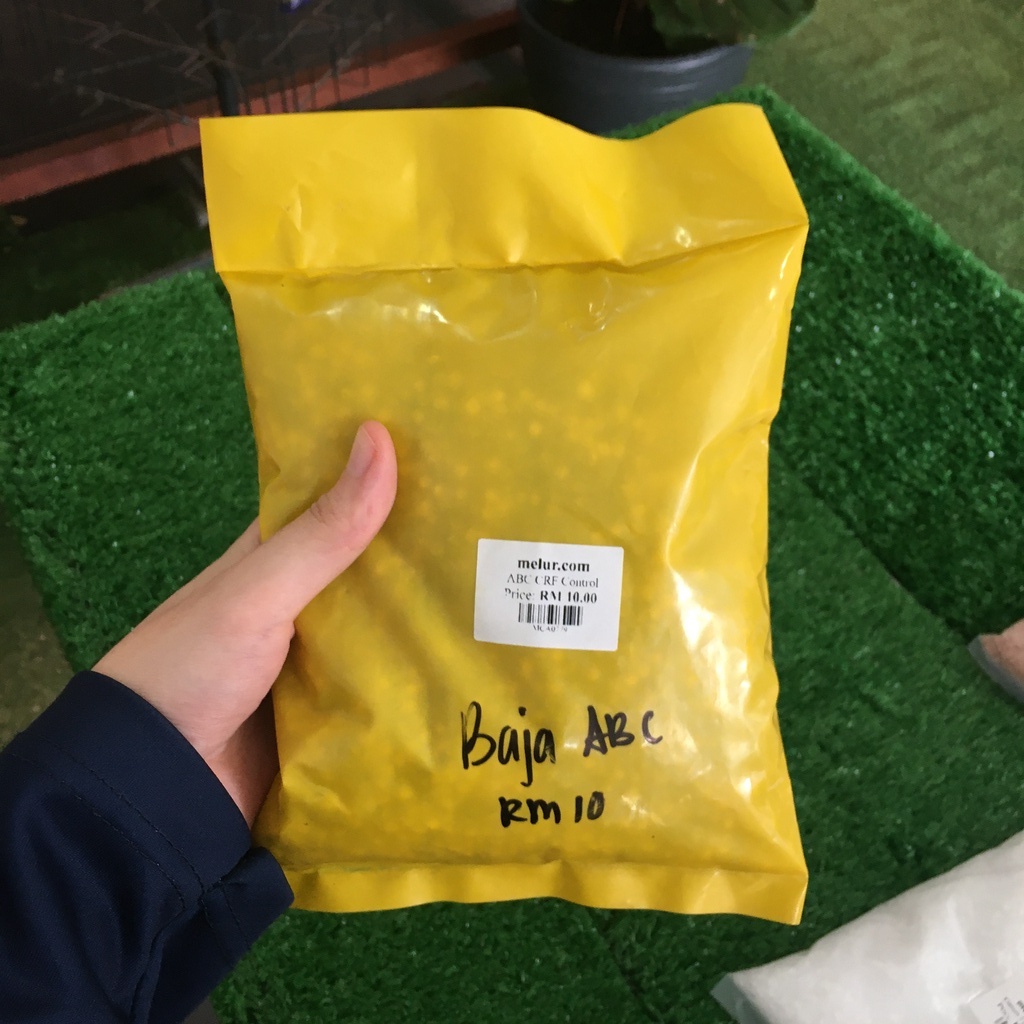 melur.com
ABC CRF Control
Price: RM 10.00
Baja ABC
RM 10